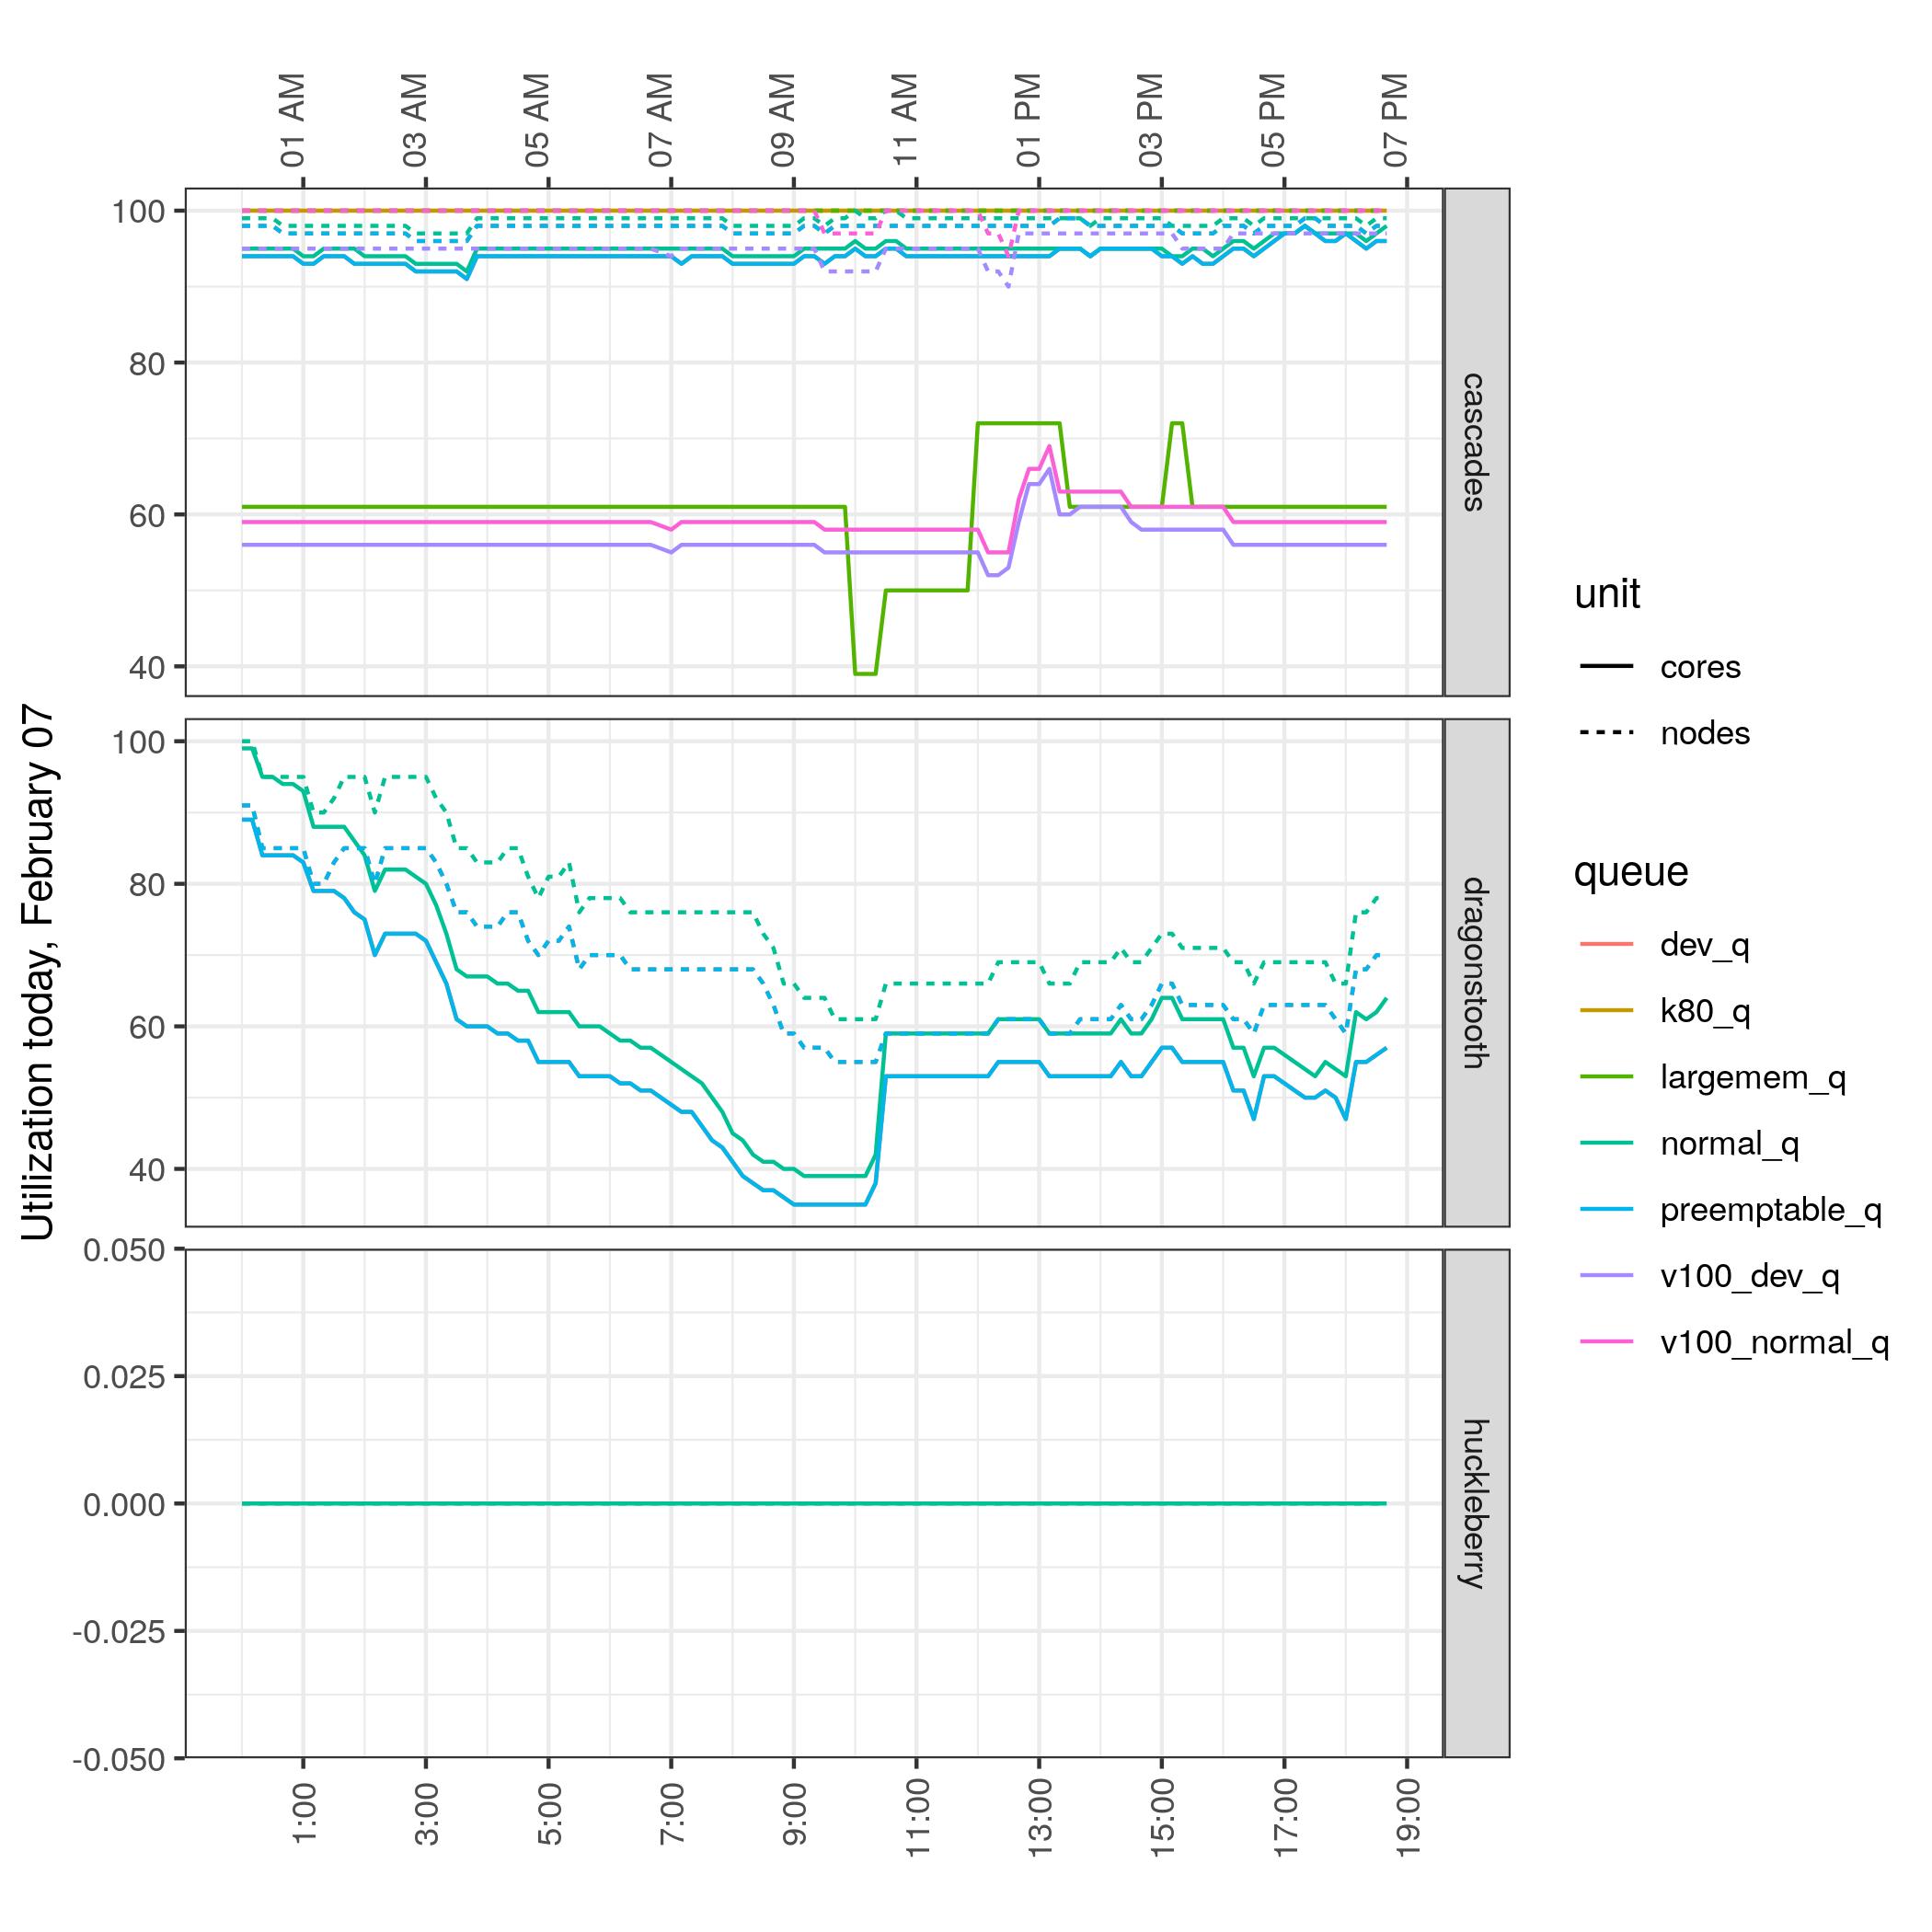 01 AM
03 AM
05 AM
07 AM
09 AM
11 AM
01 PM
03 PM
05 PM
07 PM
Utilization today, February 07
100
80
60
40
cascades
100
80
60
40
dragonstooth
0.050
0.025
0.000
-0.025
-0.050
huckleberry
1:00
3:00
5:00
7:00
9:00
11:00
13:00
15:00
17:00
19:00
unit
cores
nodes
queue
dev_q
k80_q
largemem_q
normal_q
preemptable_q
v100_dev_q
v100_normal_q